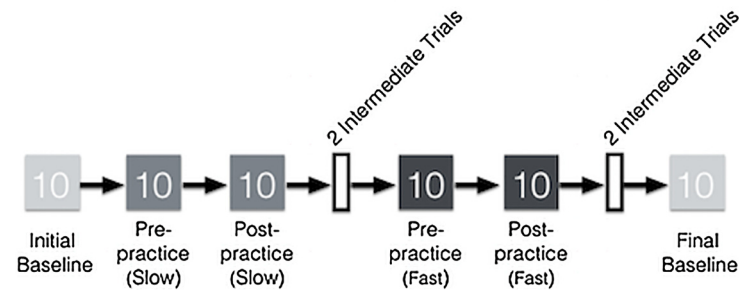 2 Intermediate Trials
2 Intermediate Trials
10
10
10
10
10
10
Initial
Baseline
Pre-
practice
(Slow)
Post-
practice
(Slow)
Pre-
practice
(Fast)
Post-
practice
(Fast)
Final
Baseline